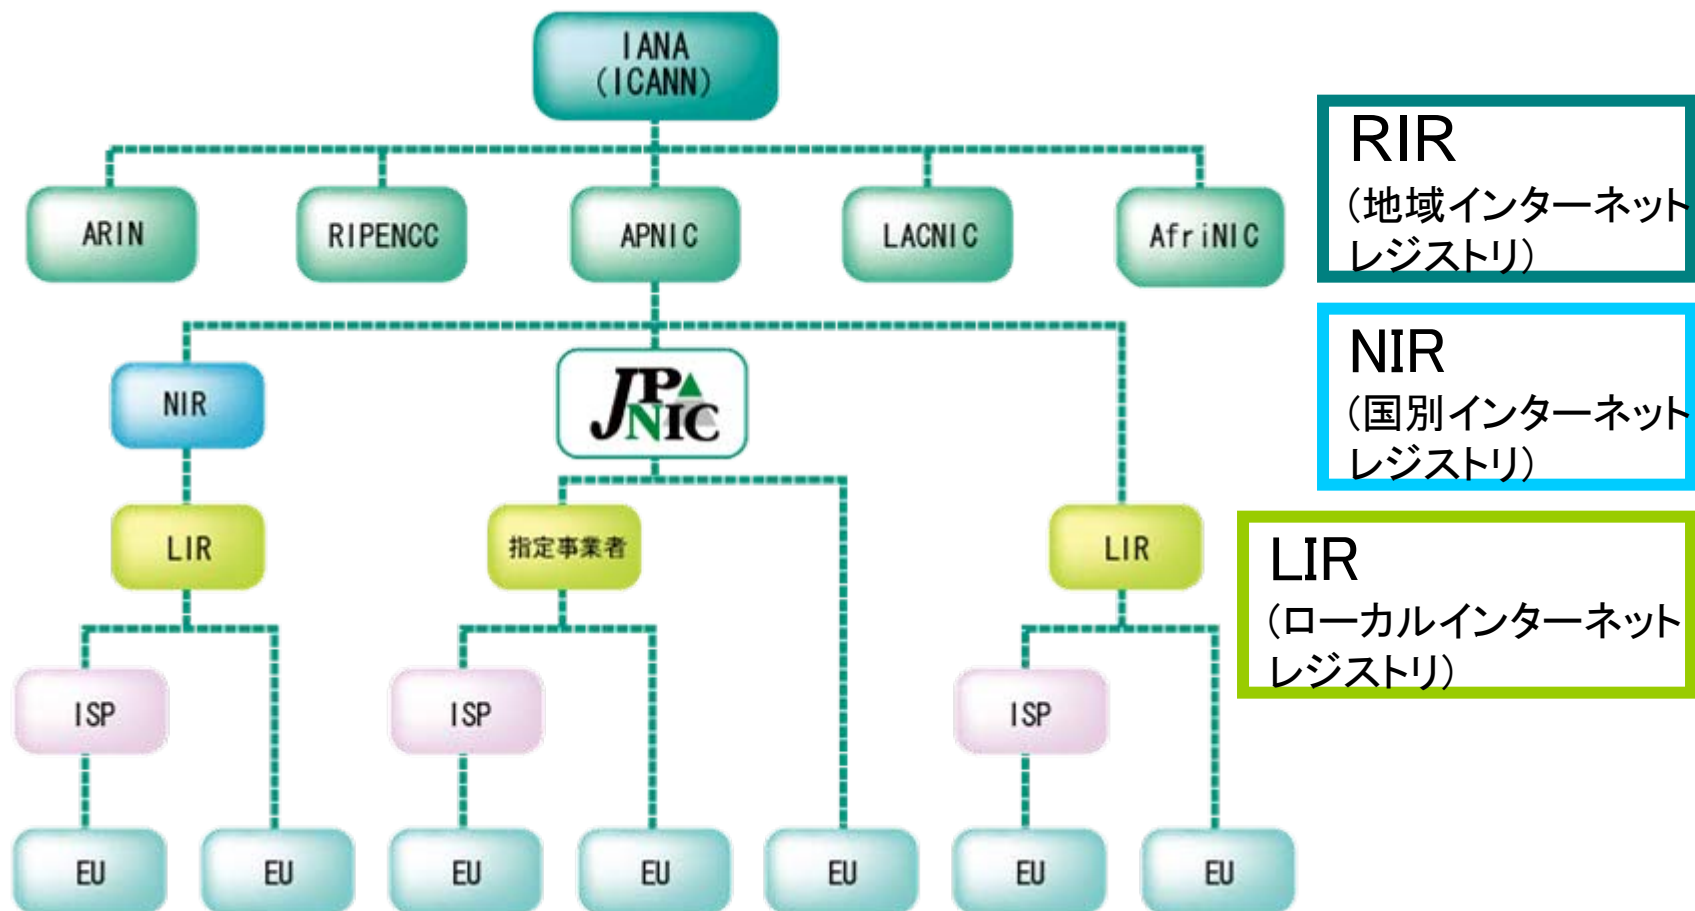 IANA
(ICANN)
ARIN
RIPENCC
APNIC
LACNIC
AfriNIC
RIR
(地域インターネット
レジストリ)
NIR
JPNIC
NIR
(国別インターネット
レジストリ)
LIR
指定事業者
LIR
LIR
(ローカルインターネット
レジストリ)
ISP
ISP
ISP
EU
EU
EU
EU
EU
EU
EU